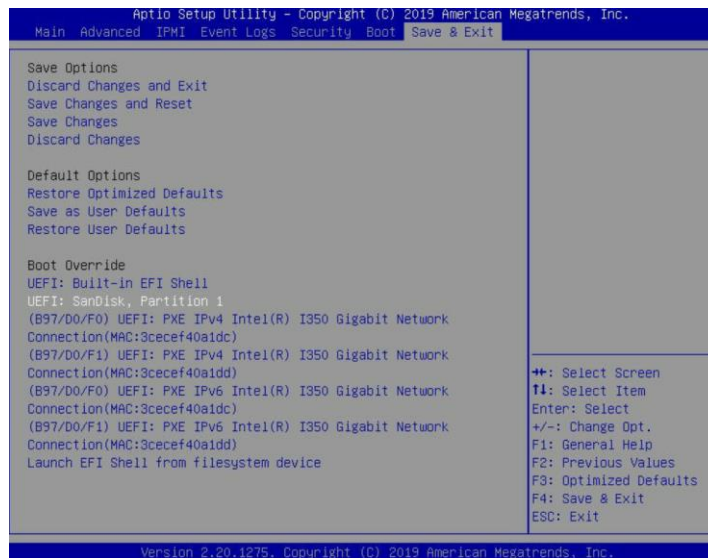 Aptio Setup Utility – Copyright (C) 2019 American Megatrends, Inc.
Main Advanced IPMI Event Logs Security Boot Save & Exit
Save Options
Discard Changes and Exit
Save Changes and Reset
Save Changes
Discard Changes
Default Options
Restore Optimized Defaults
Save as User Defaults
Restore User Defaults
Boot Override
UEFI: Built-in EFI Shell
UEFI: SanDisk, Partition 1
(B97/D0/F0) UEFI: PXE IPv4 Intel(R) I350 Gigabit Network
Connection(MAC:3cecef40a1dc)
(B97/D0/F1) UEFI: PXE IPv4 Intel(R) I350 Gigabit Network
Connection(MAC:3cecef40a1dd)
(B97/D0/F0) UEFI: PXE IPv6 Intel(R) I350 Gigabit Network
Connection(MAC:3cecef40a1dc)
(B97/D0/F1) UEFI: PXE IPv6 Intel(R) I350 Gigabit Network
Connection(MAC:3cecef40a1dd)
Launch EFI Shell from filesystem device
→←: Select Screen
↑↓: Select Item
Enter: Select
+/-: Change Opt.
F1: General Help
F2: Previous Values
F3: Optimized Defaults
F4: Save & Exit
ESC: Exit
Version 2.20.1275. Copyright (C) 2019 American Megatrends, Inc.